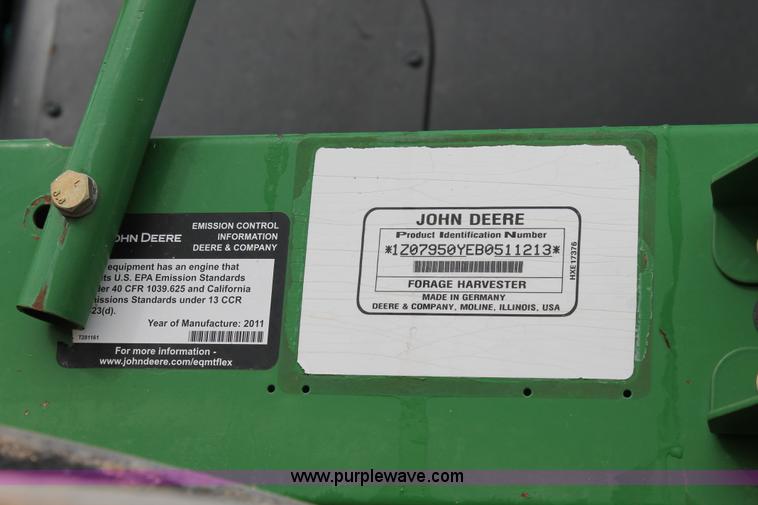 JOHN DEERE
EMISSION CONTROL
INFORMATION
DEERE & COMPANY
equipment has an engine that
U.S. EPA Emission Standards
40 CFR 1039.625 and California
Standards under 13 CCR
Year of Manufacture: 2011
For more information -
www.johndeere.com/eqmtflex
JOHN DEERE
Product Identification Number
*1Z07950YEB0511213*
FORAGE HARVESTER
MADE IN GERMANY
DEERE & COMPANY, MOLINE, ILLINOIS, USA
HXE17376
www.purplewave.com